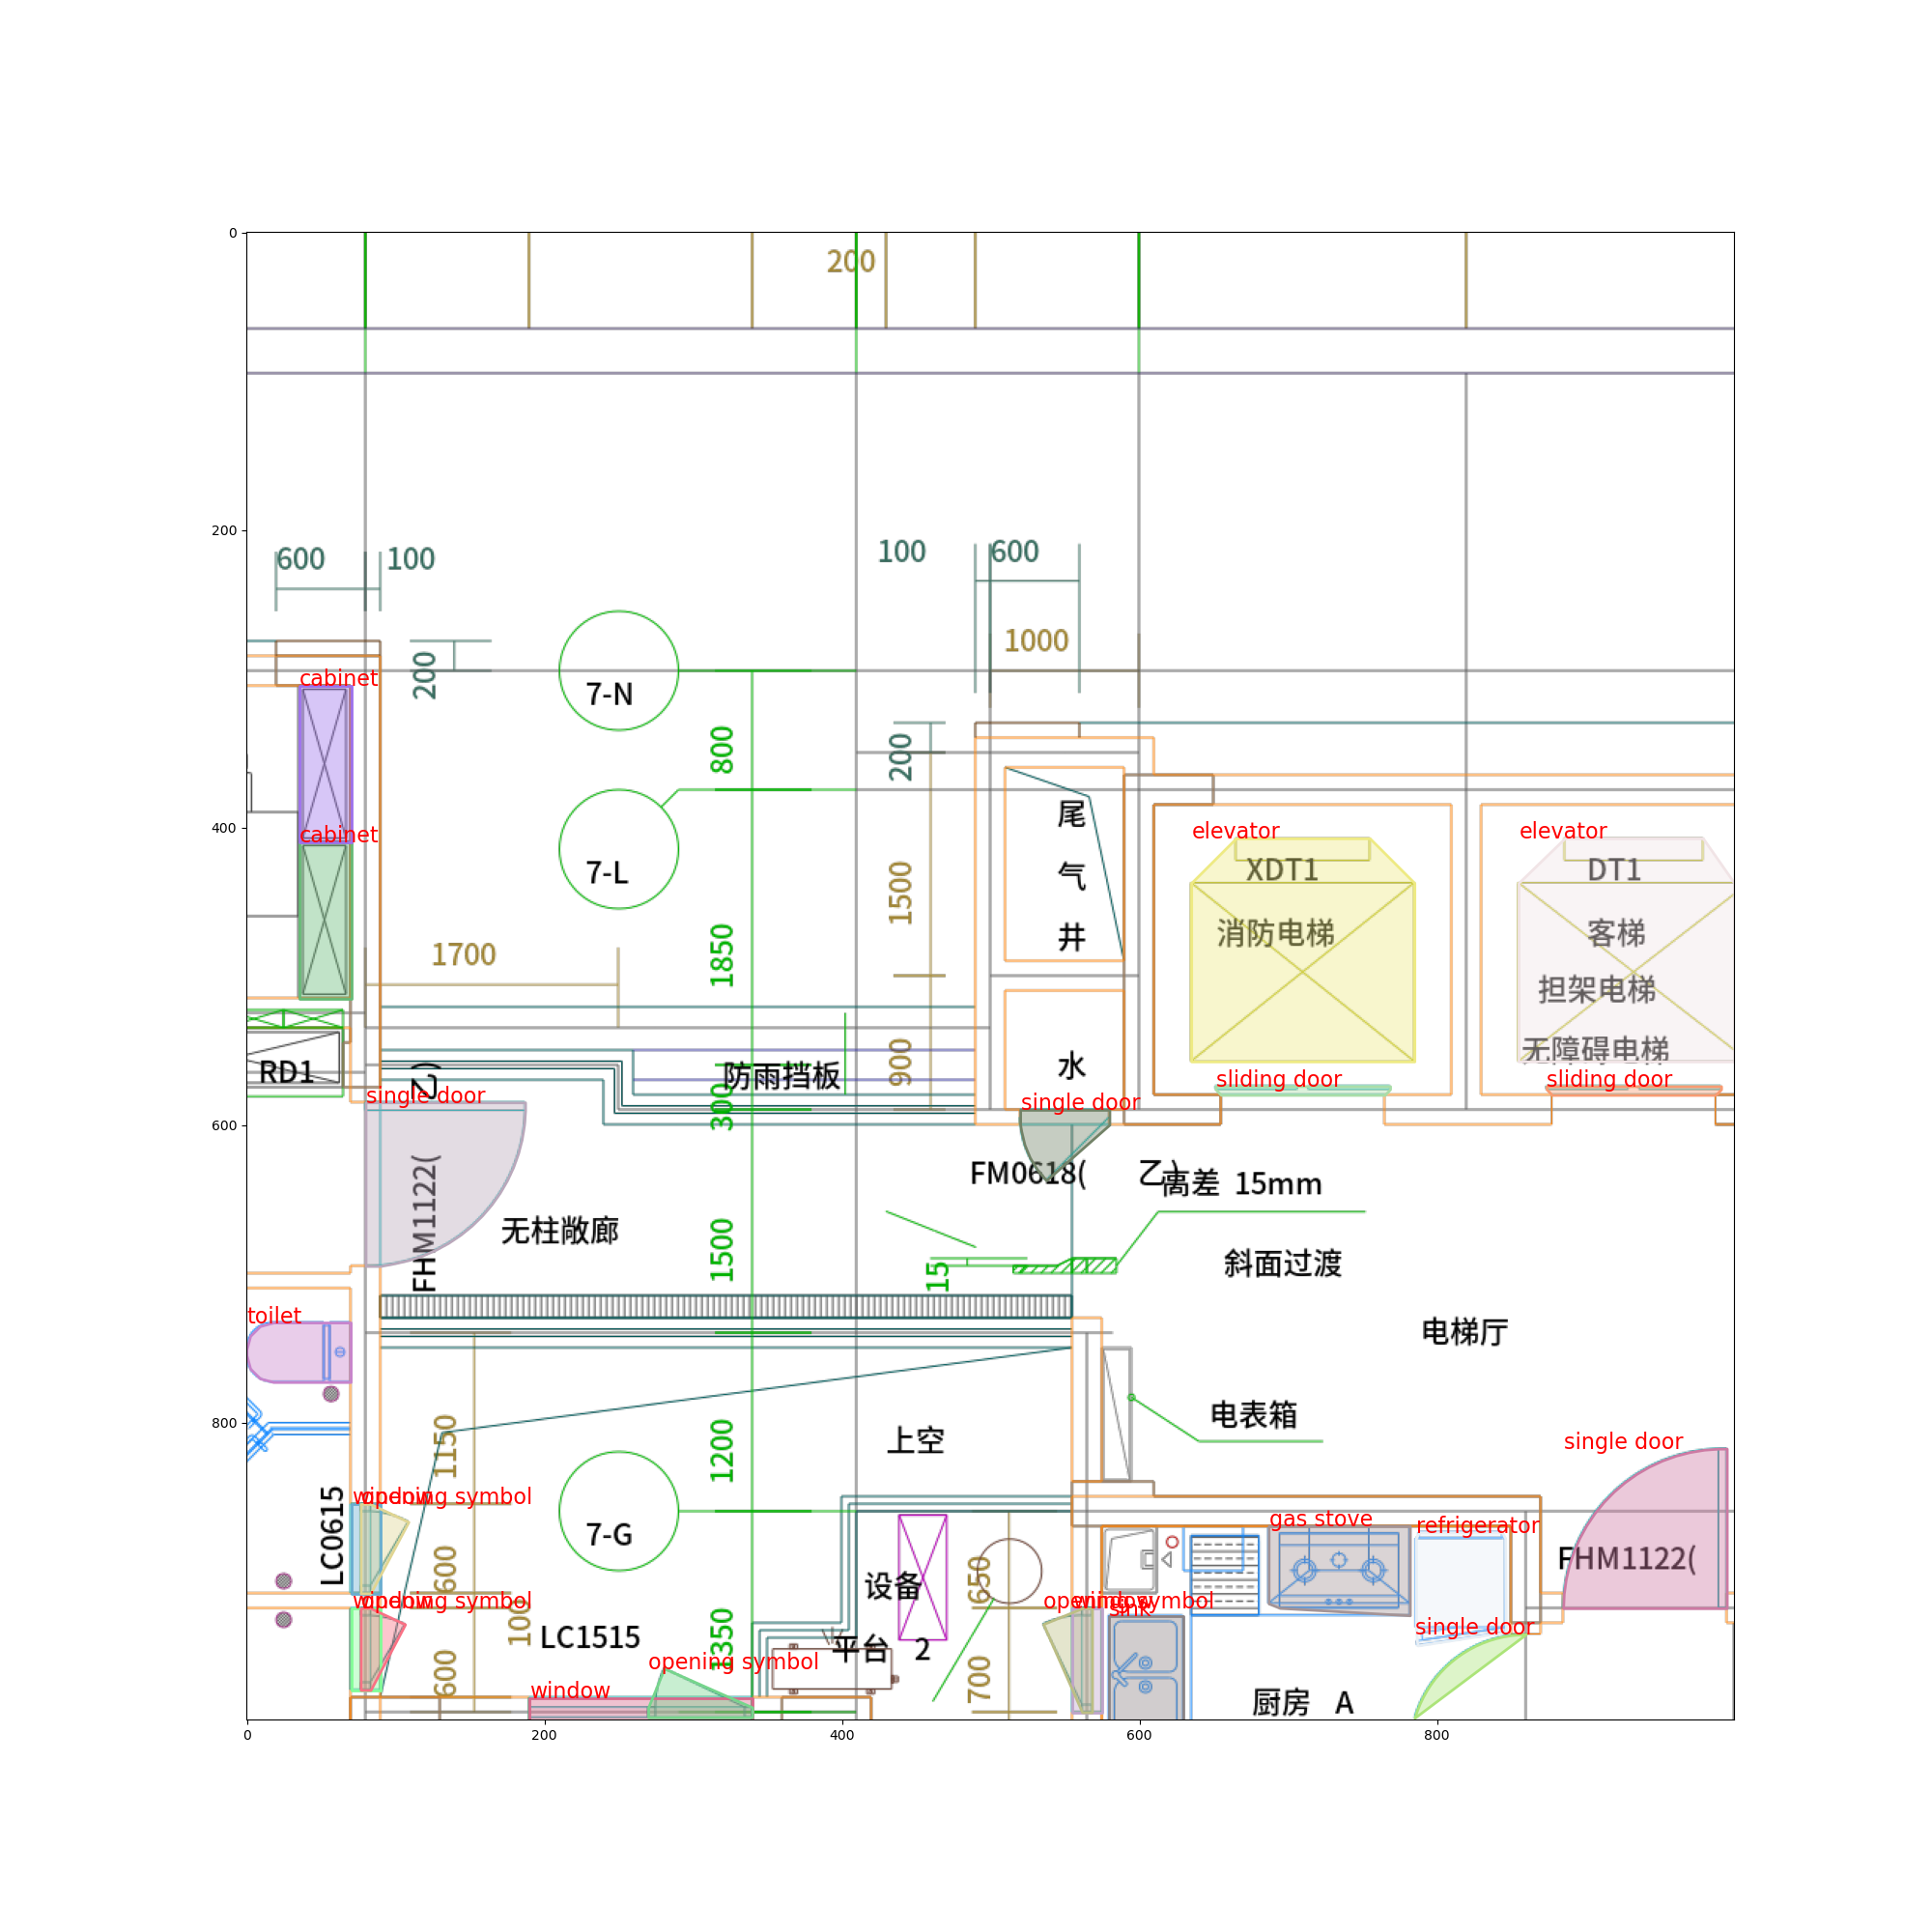 0
200
400
600
800
0
200
400
600
800
200
600
100
100
600
1000
200
7-N
cabinet
800
200
尾
气
井
7-L
cabinet
1500
1850
1700
elevator
XDT1
消防电梯
elevator
DT1
客梯
担架电梯
无障碍电梯
RD1
乙)
防雨挡板
900
300
水
sliding door
sliding door
single door
single door
FHM1122(
FM0618(
乙)
高差 15mm
无柱敞廊
1500
15
斜面过渡
toilet
电梯厅
电表箱
上空
1150
1200
single door
window
opening symbol
LC0615
7-G
gas stove
refrigerator
FHM1122(
设备
平台 2
600
650
window
opening symbol
100
LC1515
1350
opening symbol
window
sink
single door
600
700
opening symbol
window
厨房 A